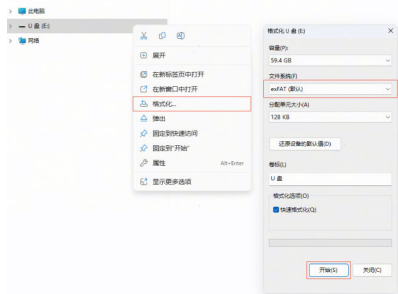 此电脑
U 盘 (E:)
网络
展开
在新标签页中打开
在新窗口中打开
格式化...
弹出
固定到快速访问
固定到"开始"
属性 Alt+Enter
显示更多选项
格式化 U 盘 (E:)
容量(P):
59.4 GB
文件系统(F)
exFAT (默认)
分配单元大小(A)
128 KB
还原设备的默认值(D)
卷标(L)
U 盘
格式化选项(O)
快速格式化(Q)
开始(S) 关闭(C)